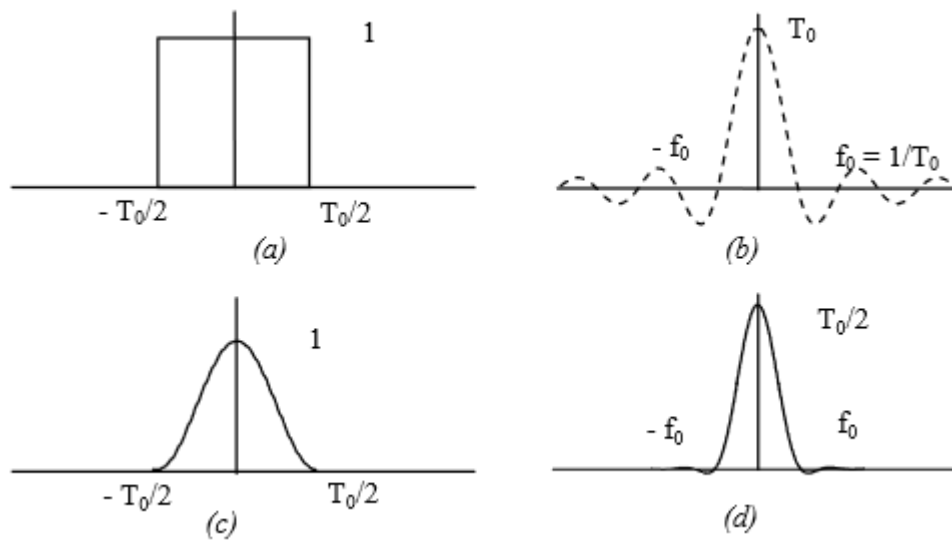 1
- T₀/2
T₀/2
(a)
T₀
- f₀
f₀ = 1/T₀
(b)
1
- T₀/2
T₀/2
(c)
T₀/2
- f₀
f₀
(d)